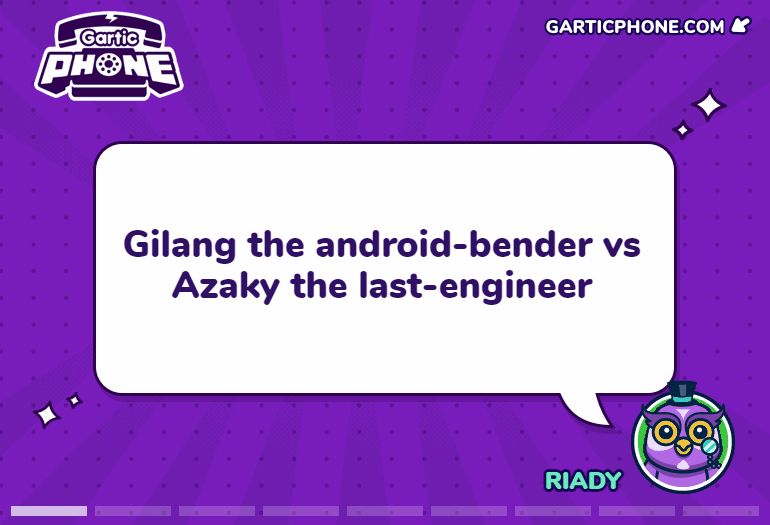 Gartic
PHONE
GARTICPHONE.COM
Gilang the android-bender vs
Azaky the last-engineer
RIADY